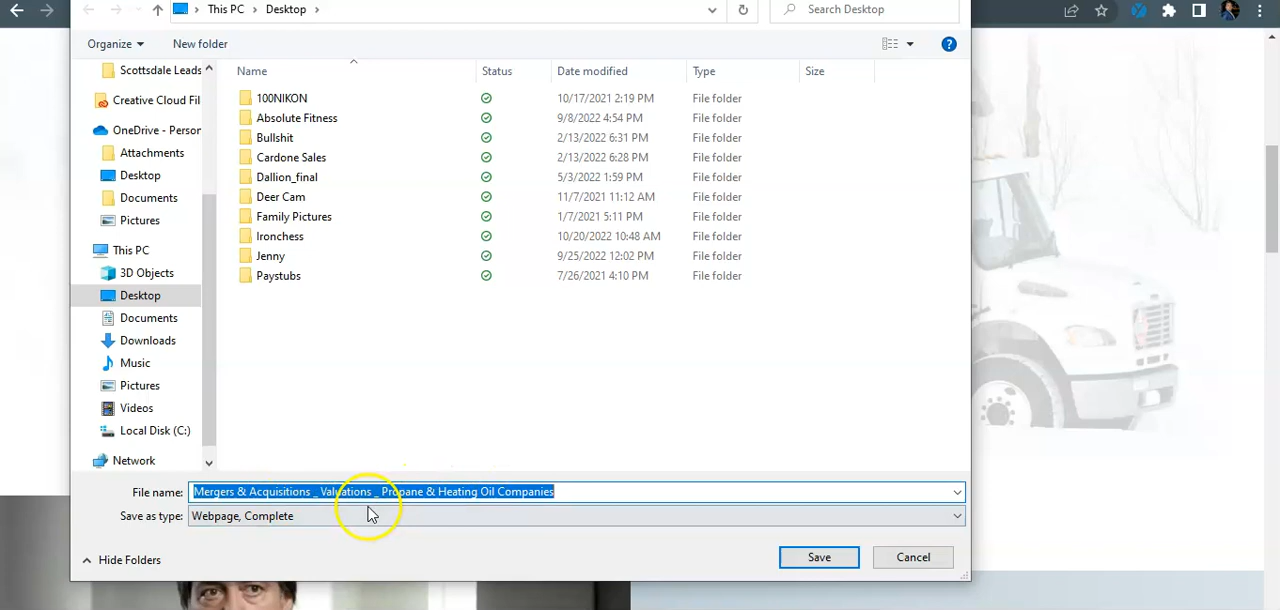 This PC > Desktop >
Search Desktop
Organize
New folder
Name Status Date modified Type Size
Scottsdale Leads
Creative Cloud Fil
OneDrive - Person
Attachments
Desktop
Documents
Pictures
This PC
3D Objects
Desktop
Documents
Downloads
Music
Pictures
Videos
Local Disk (C:)
Network
100NIKON 10/17/2021 2:19 PM File folder
Absolute Fitness 9/8/2022 4:54 PM File folder
Bullshit 2/13/2022 6:31 PM File folder
Cardone Sales 2/13/2022 6:28 PM File folder
Dallion_final 5/3/2022 1:59 PM File folder
Deer Cam 11/7/2021 11:12 AM File folder
Family Pictures 1/7/2021 5:11 PM File folder
Ironchess 10/20/2022 10:48 AM File folder
Jenny 9/25/2022 12:02 PM File folder
Paystubs 7/26/2021 4:10 PM File folder
File name: Mergers & Acquisitions _ Valuations _ Propane & Heating Oil Companies
Save as type: Webpage, Complete
Hide Folders
Save
Cancel